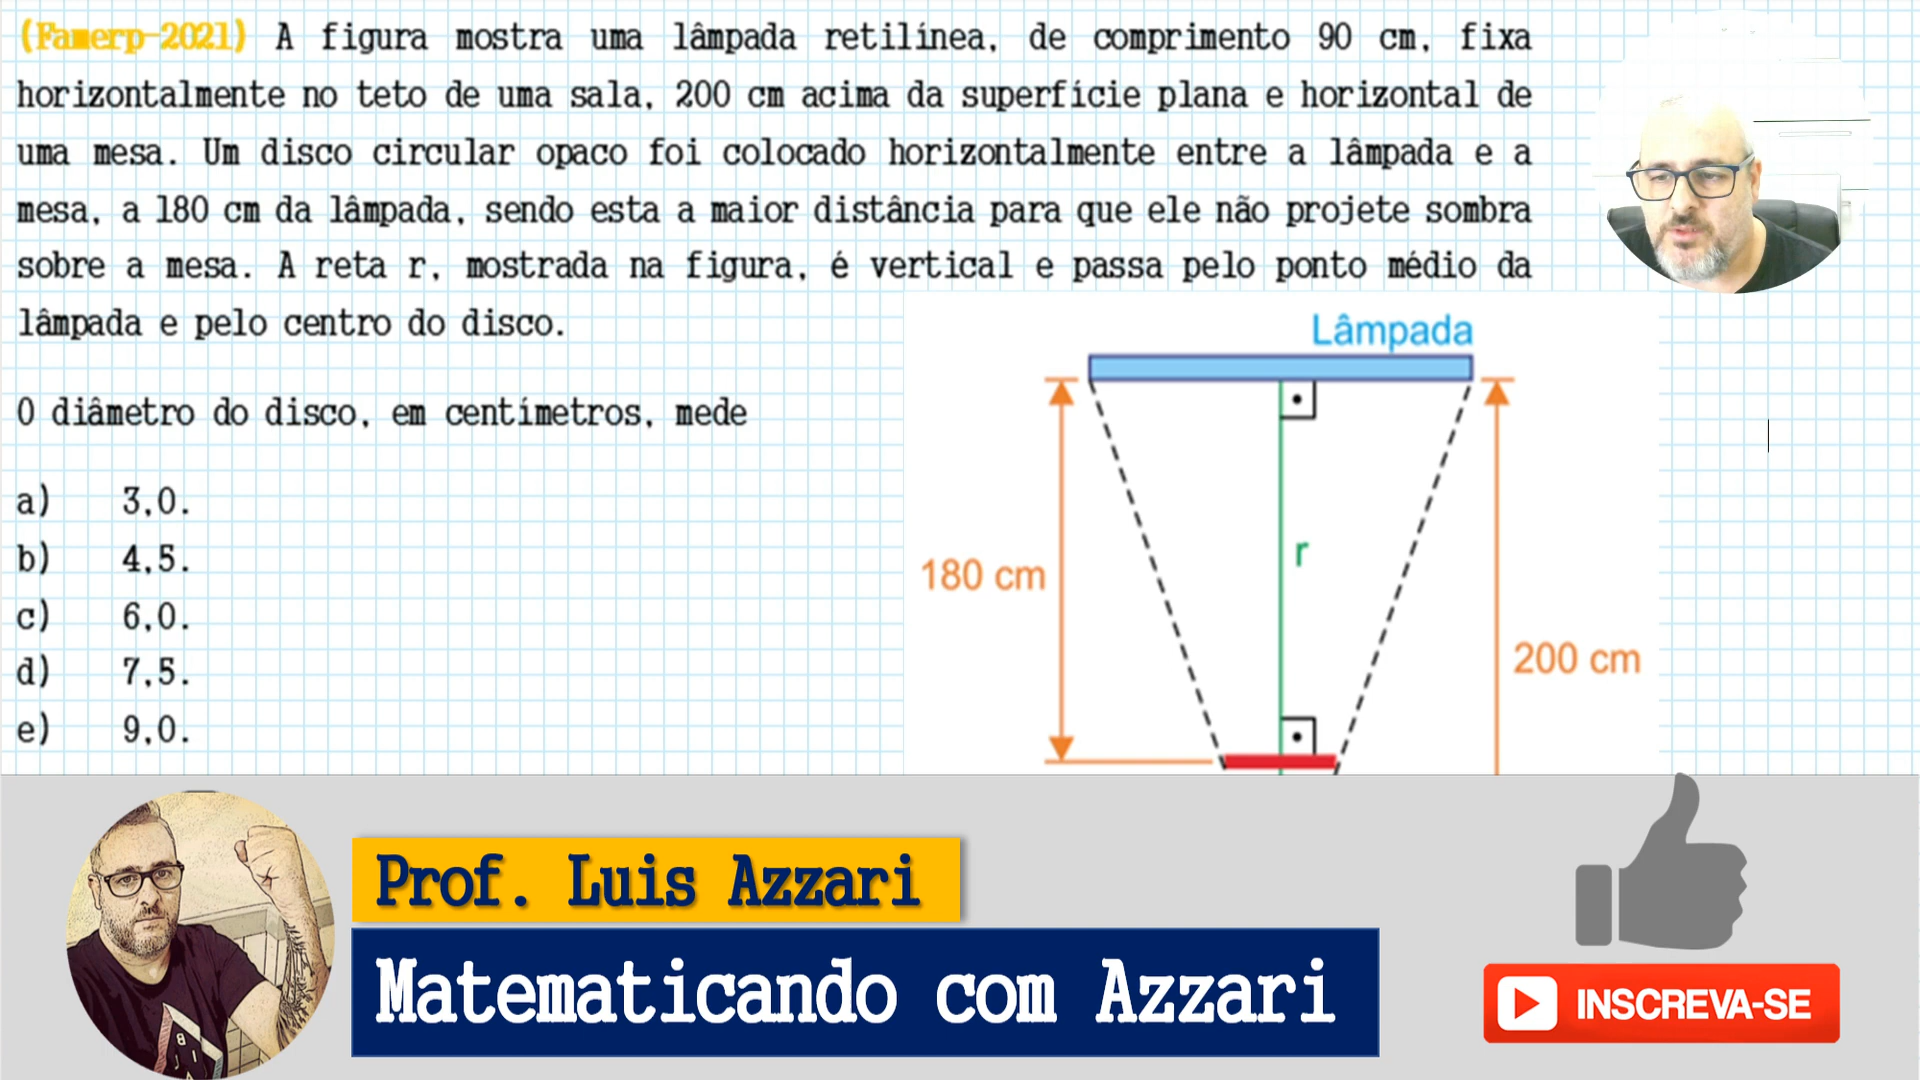 (Famerp-2021) A figura mostra uma lâmpada retilínea, de comprimento 90 cm, fixa
horizontalmente no teto de uma sala, 200 cm acima da superfície plana e horizontal de
uma mesa. Um disco circular opaco foi colocado horizontalmente entre a lâmpada e a
mesa, a 180 cm da lâmpada, sendo esta a maior distância para que ele não projete sombra
sobre a mesa. A reta r, mostrada na figura, é vertical e passa pelo ponto médio da
lâmpada e pelo centro do disco.
O diâmetro do disco, em centímetros, mede
a) 3,0.
b) 4,5.
c) 6,0.
d) 7,5.
e) 9,0.
Lâmpada
r
180 cm
200 cm
Prof. Luis Azzari
Matematicando com Azzari
INSCREVA-SE